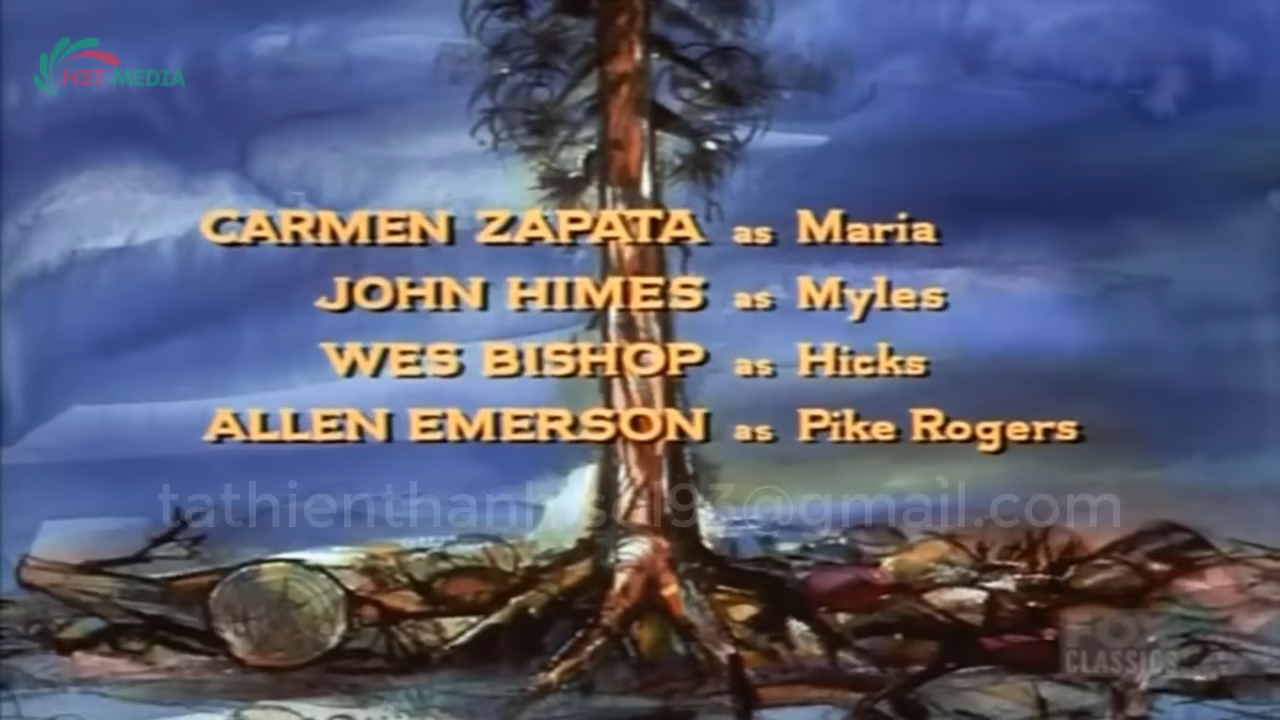 H3T MEDIA
CARMEN ZAPATA as Maria
JOHN HIMES as Myles
WES BISHOP as Hicks
ALLEN EMERSON as Pike Rogers
FOX
CLASSICS